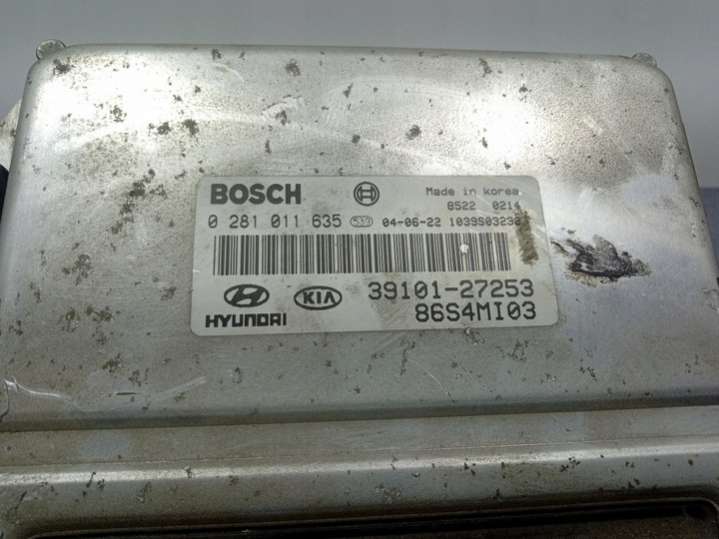 BOSCH Made in korea
8522 0214
0 281 011 635 04-06-22
HYUNDAI KIA 39101-27253
86S4MI03